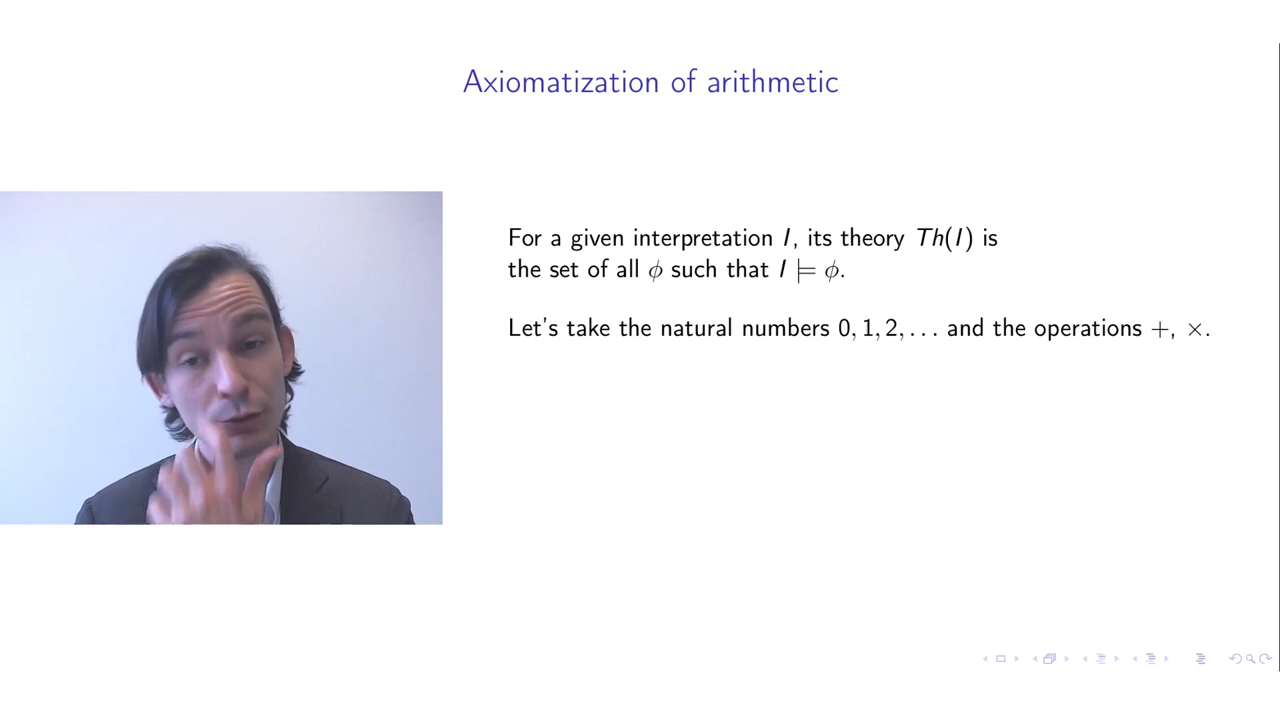 Axiomatization of arithmetic
For a given interpretation I, its theory Th(I) is
the set of all ϕ such that I ⊨ ϕ.
Let's take the natural numbers 0, 1, 2, . . . and the operations +, ×.